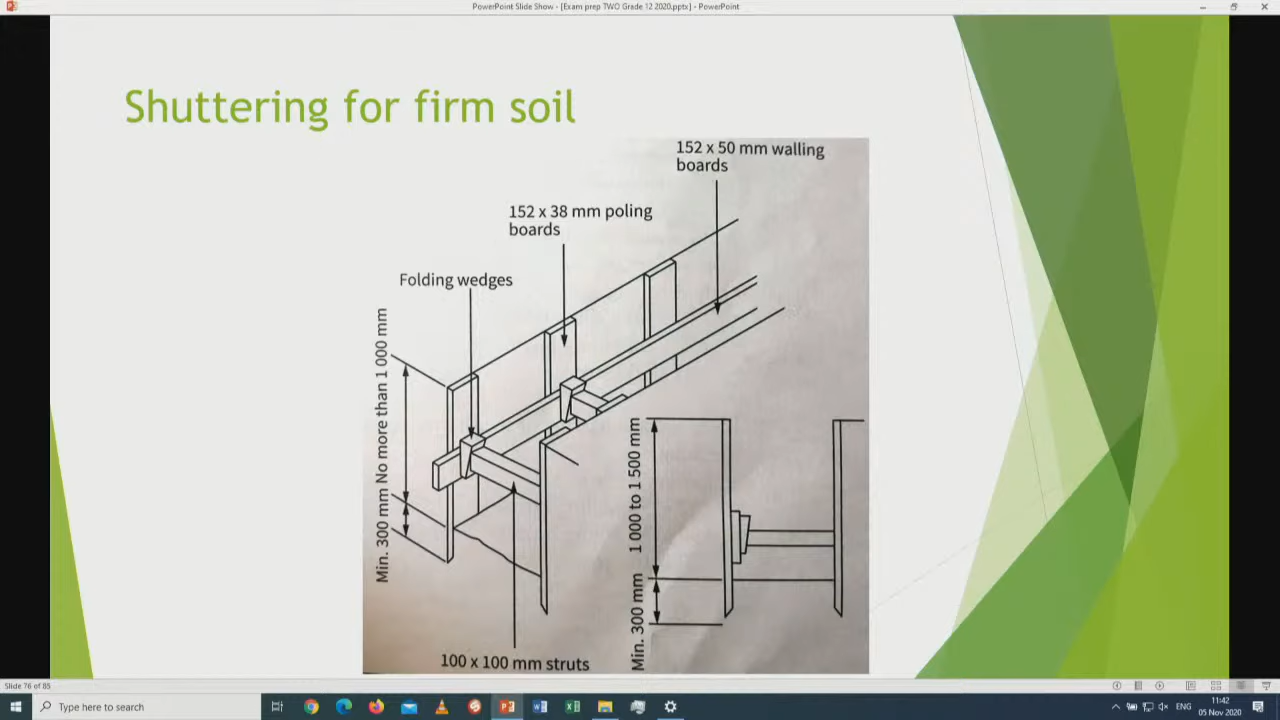 PowerPoint Slide Show - [Exam prep TWO Grade 12 2020.pptx] - PowerPoint
Shuttering for firm soil
152 x 50 mm walling
boards
152 x 38 mm poling
boards
Folding wedges
Min. 300 mm No more than 1 000 mm
Min. 300 mm 1 000 to 1 500 mm
100 x 100 mm struts
Slide 76 of 85
Type here to search
ENG
11:42
05 Nov 2020